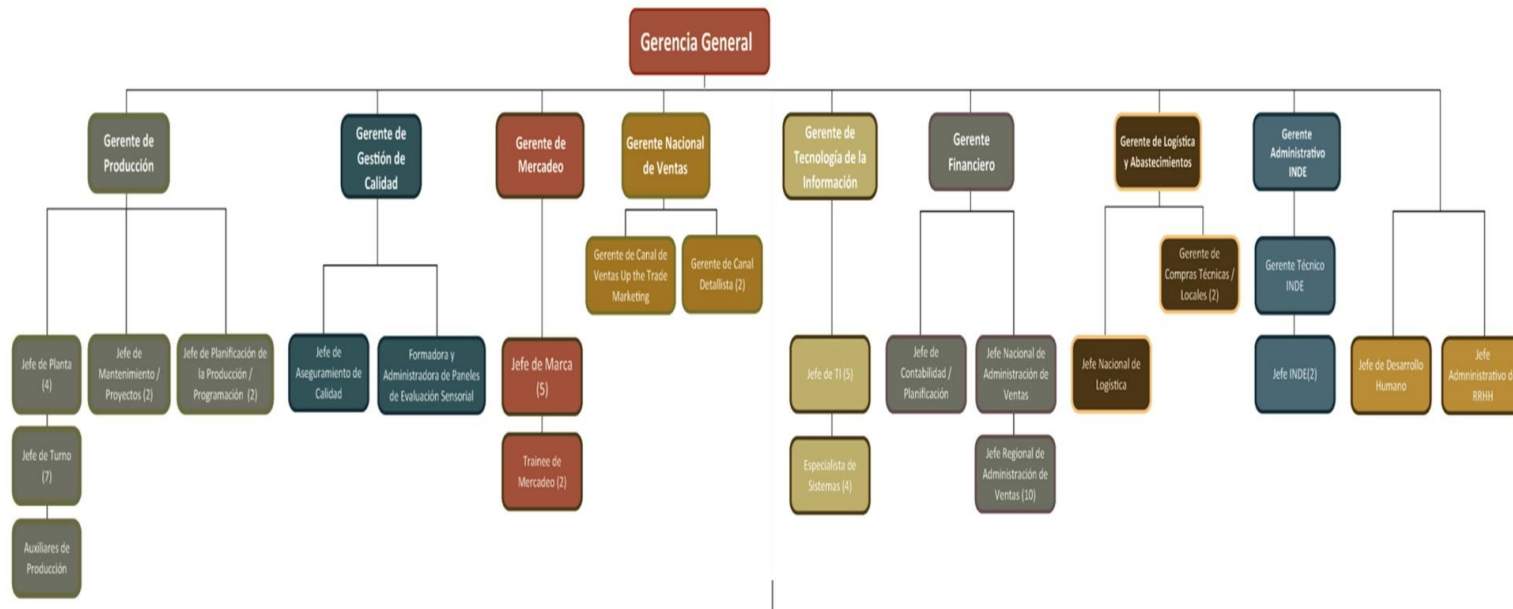 Gerencia General
Gerente de
Producción
Gerente de
Gestión de
Calidad
Gerente de
Mercadeo
Gerente Nacional
de Ventas
Gerente de
Tecnología de la
Información
Gerente
Financiero
Gerente de Logística
y Abastecimientos
Gerente
Administrativo
INDE
Gerente de Canal de
Ventas Up the Trade
Marketing
Gerente de Canal
Detallista (2)
Gerente de
Compras Técnicas /
Locales (2)
Gerente Técnico
INDE
Jefe de Planta
(4)
Jefe de
Mantenimiento /
Proyectos (2)
Jefe de Planificación de
la Producción /
Programación (2)
Jefe de
Aseguramiento de
Calidad
Formadora y
Administradora de Paneles
de Evaluación Sensorial
Jefe de Marca
(5)
Jefe de TI (5)
Jefe de
Contabilidad /
Planificación
Jefe Nacional de
Administración de
Ventas
Jefe Nacional de
Logística
Jefe INDE(2)
Jefe de Desarrollo
Humano
Jefe
Admninistrativo de
RRHH
Jefe de Turno
(7)
Trainee de
Mercadeo (2)
Especialista de
Sistemas (4)
Jefe Regional de
Administración de
Ventas (10)
Auxiliares de
Producción